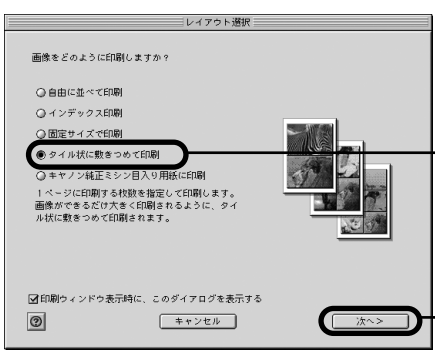 レイアウト選択
画像をどのように印刷しますか？
自由に並べて印刷
インデックス印刷
固定サイズで印刷
タイル状に敷きつめて印刷
キヤノン純正ミシン目入り用紙に印刷
1ページに印刷する枚数を指定して印刷します。
画像ができるだけ大きく印刷されるように、タイ
ル状に敷きつめて印刷されます。
印刷ウィンドウ表示時に、このダイアログを表示する
?
キャンセル
次へ>